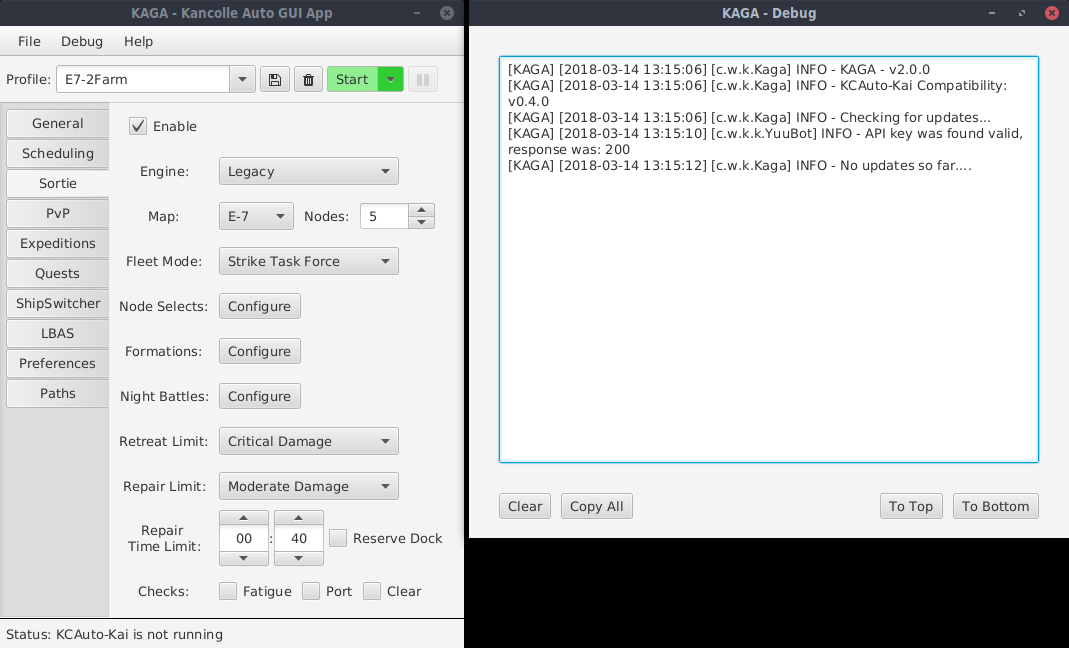 KAGA - Kancolle Auto GUI App
File Debug Help
Profile: E7-2Farm Start
General
Scheduling
Sortie
PvP
Expeditions
Quests
ShipSwitcher
LBAS
Preferences
Paths
Enable
Engine: Legacy
Map: E-7 Nodes: 5
Fleet Mode: Strike Task Force
Node Selects: Configure
Formations: Configure
Night Battles: Configure
Retreat Limit: Critical Damage
Repair Limit: Moderate Damage
Repair
Time Limit: 00 : 40 Reserve Dock
Checks: Fatigue Port Clear
Status: KCAuto-Kai is not running
KAGA - Debug
[KAGA] [2018-03-14 13:15:06] [c.w.k.Kaga] INFO - KAGA - v2.0.0
[KAGA] [2018-03-14 13:15:06] [c.w.k.Kaga] INFO - KCAuto-Kai Compatibility:
v0.4.0
[KAGA] [2018-03-14 13:15:06] [c.w.k.Kaga] INFO - Checking for updates...
[KAGA] [2018-03-14 13:15:10] [c.w.k.k.YuuBot] INFO - API key was found valid,
response was: 200
[KAGA] [2018-03-14 13:15:12] [c.w.k.Kaga] INFO - No updates so far....
Clear Copy All To Top To Bottom